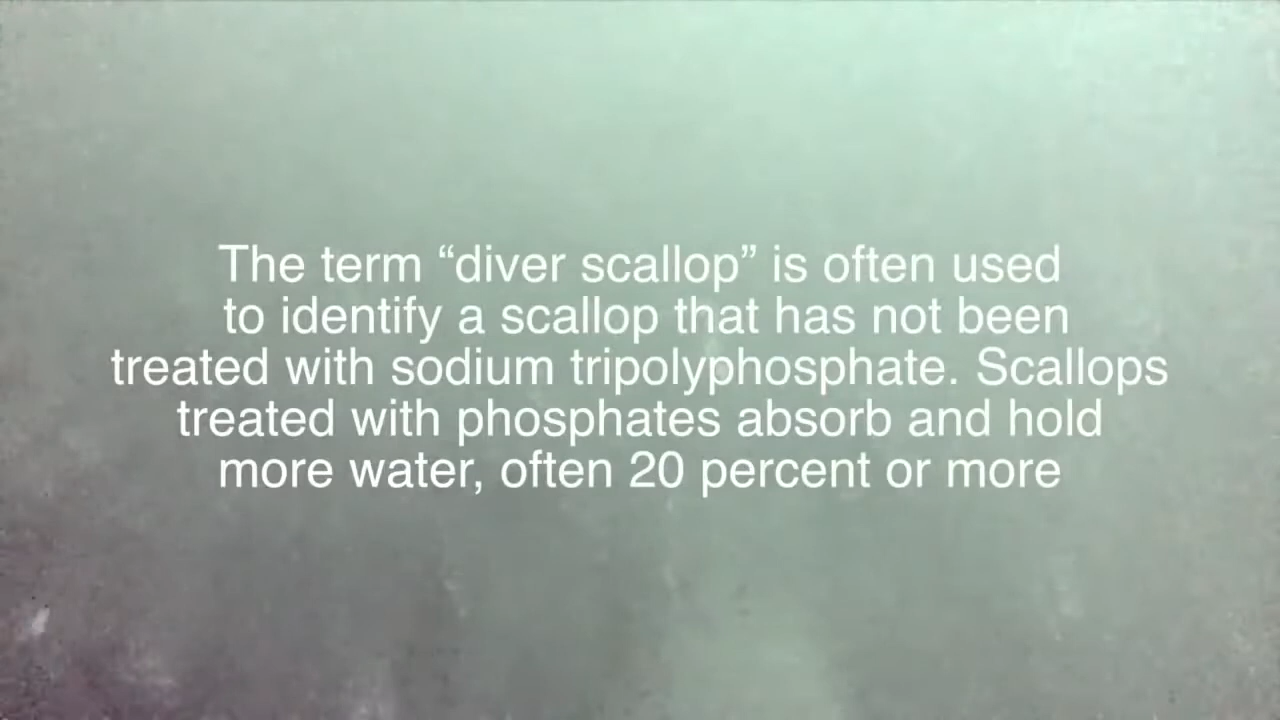 The term “diver scallop” is often used
to identify a scallop that has not been
treated with sodium tripolyphosphate. Scallops
treated with phosphates absorb and hold
more water, often 20 percent or more